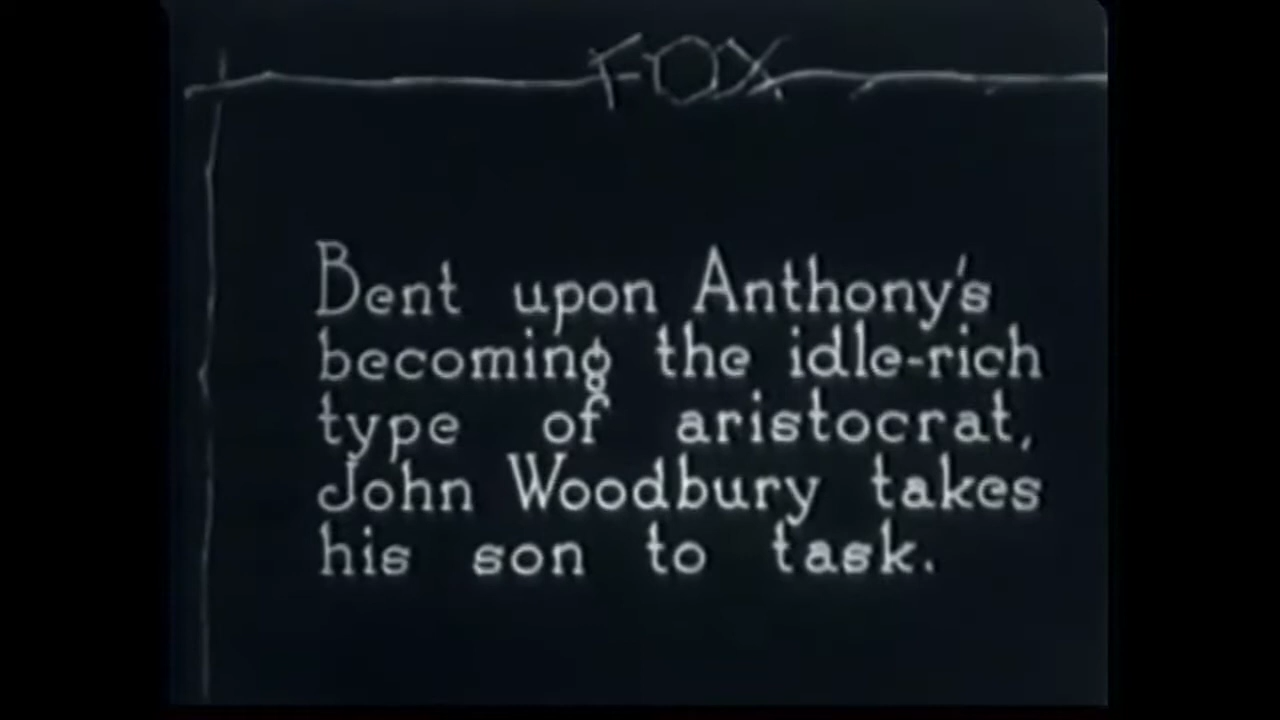 FOX
Bent upon Anthony's
becoming the idle-rich
type of aristocrat,
John Woodbury takes
his son to task.